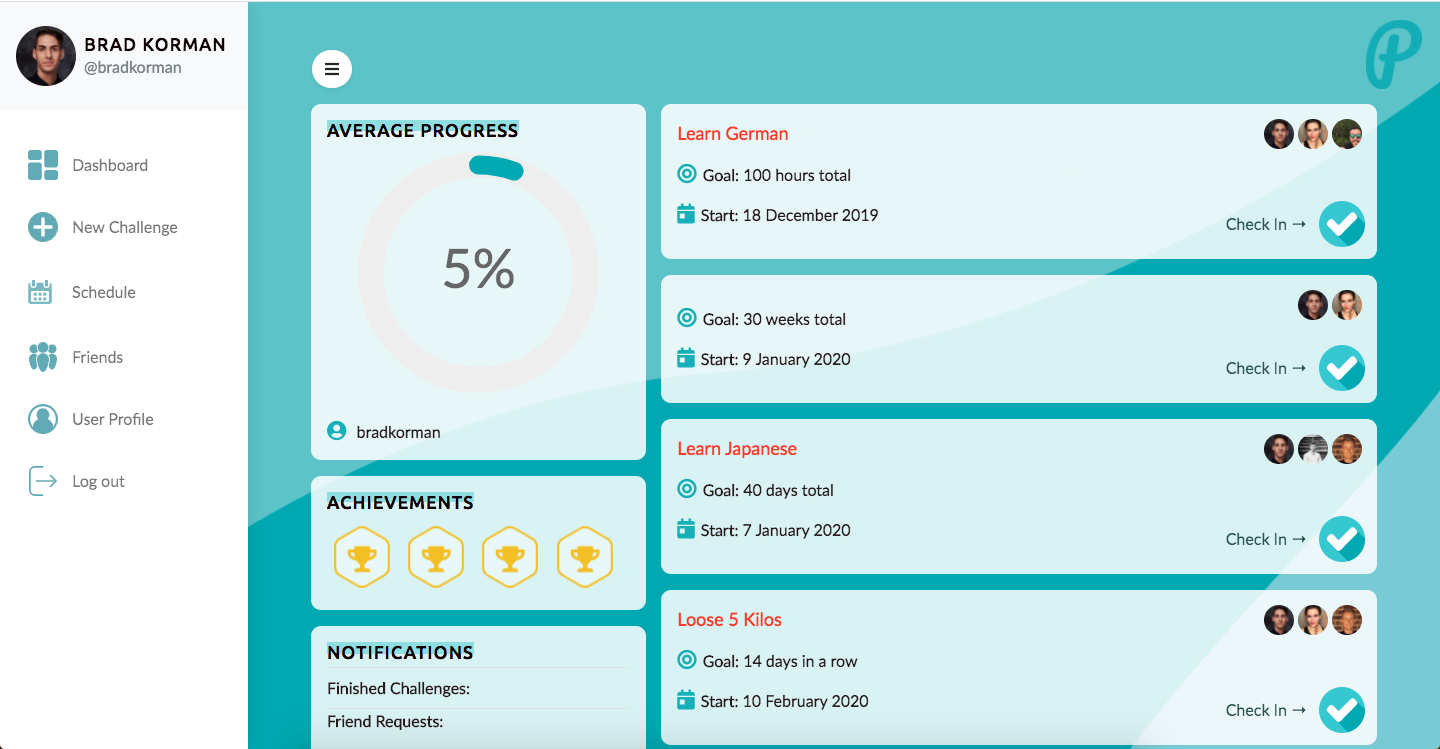 BRAD KORMAN
@bradkorman
Dashboard
New Challenge
Schedule
Friends
User Profile
Log out
AVERAGE PROGRESS
5%
bradkorman
ACHIEVEMENTS
NOTIFICATIONS
Finished Challenges:
Friend Requests:
P
Learn German
Goal: 100 hours total
Start: 18 December 2019
Check In →
Goal: 30 weeks total
Start: 9 January 2020
Check In →
Learn Japanese
Goal: 40 days total
Start: 7 January 2020
Check In →
Loose 5 Kilos
Goal: 14 days in a row
Start: 10 February 2020
Check In →